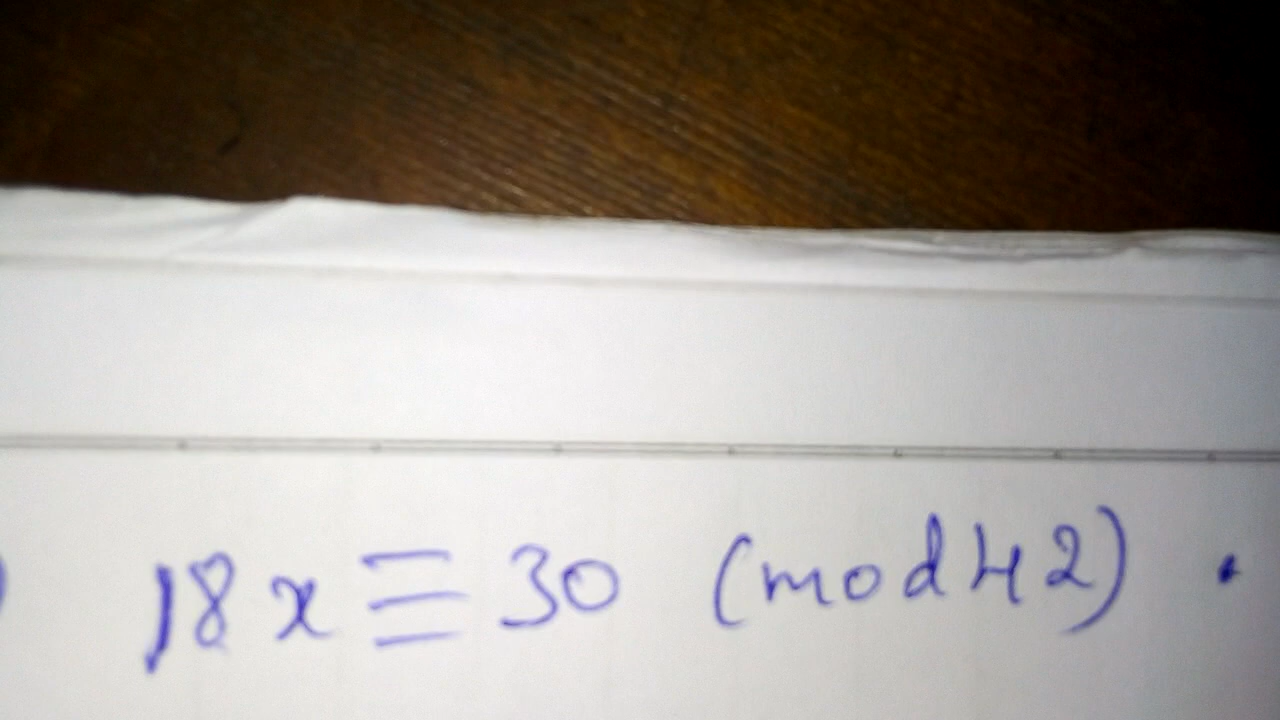 ) 18x ≡ 30 (mod 42) .